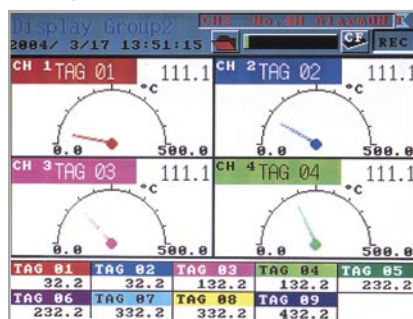 Display Group2
CH2 -No.4H AlarmON
2004/ 3/17 13:51:15 CF REC
CH 1 TAG 01 111.1 CH 2 TAG 02 111.1
°C °C
0.0 500.0 0.0 500.0
CH 3 TAG 03 111.1 CH 4 TAG 04 111.1
°C °C
0.0 500.0 0.0 500.0
TAG 01 TAG 02 TAG 03 TAG 04 TAG 05
32.2 32.2 132.2 132.2 232.2
TAG 06 TAG 07 TAG 08 TAG 09
232.2 332.2 332.2 432.2